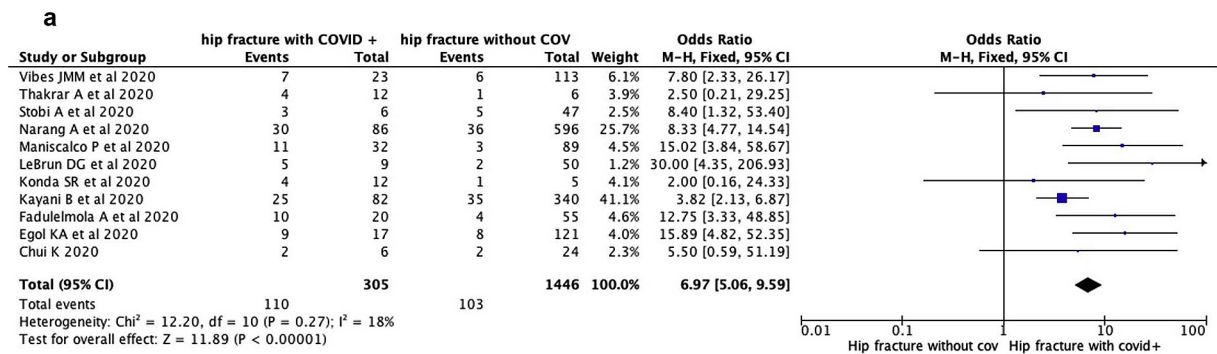 a
hip fracture with COVID + hip fracture without COV Odds Ratio Odds Ratio
Study or Subgroup Events Total Events Total Weight M-H, Fixed, 95% CI M-H, Fixed, 95% CI
Vibes JMM et al 2020 7 23 6 113 6.1% 7.80 [2.33, 26.17]
Thakrar A et al 2020 4 12 1 6 3.9% 2.50 [0.21, 29.25]
Stobi A et al 2020 3 6 5 47 2.5% 8.40 [1.32, 53.40]
Narang A et al 2020 30 86 36 596 25.7% 8.33 [4.77, 14.54]
Maniscalco P et al 2020 11 32 3 89 4.5% 15.02 [3.84, 58.67]
LeBrun DG et al 2020 5 9 2 50 1.2% 30.00 [4.35, 206.93]
Konda SR et al 2020 4 12 1 5 4.1% 2.00 [0.16, 24.33]
Kayani B et al 2020 25 82 35 340 41.1% 3.82 [2.13, 6.87]
Fadulelmola A et al 2020 10 20 4 55 4.6% 12.75 [3.33, 48.85]
Egol KA et al 2020 9 17 8 121 4.0% 15.89 [4.82, 52.35]
Chui K 2020 2 6 2 24 2.3% 5.50 [0.59, 51.19]
Total (95% CI) 305 1446 100.0% 6.97 [5.06, 9.59]
Total events 110 103
Heterogeneity: Chi² = 12.20, df = 10 (P = 0.27); I² = 18%
Test for overall effect: Z = 11.89 (P < 0.00001)
0.01 0.1 1 10 100
Hip fracture without cov Hip fracture with covid+